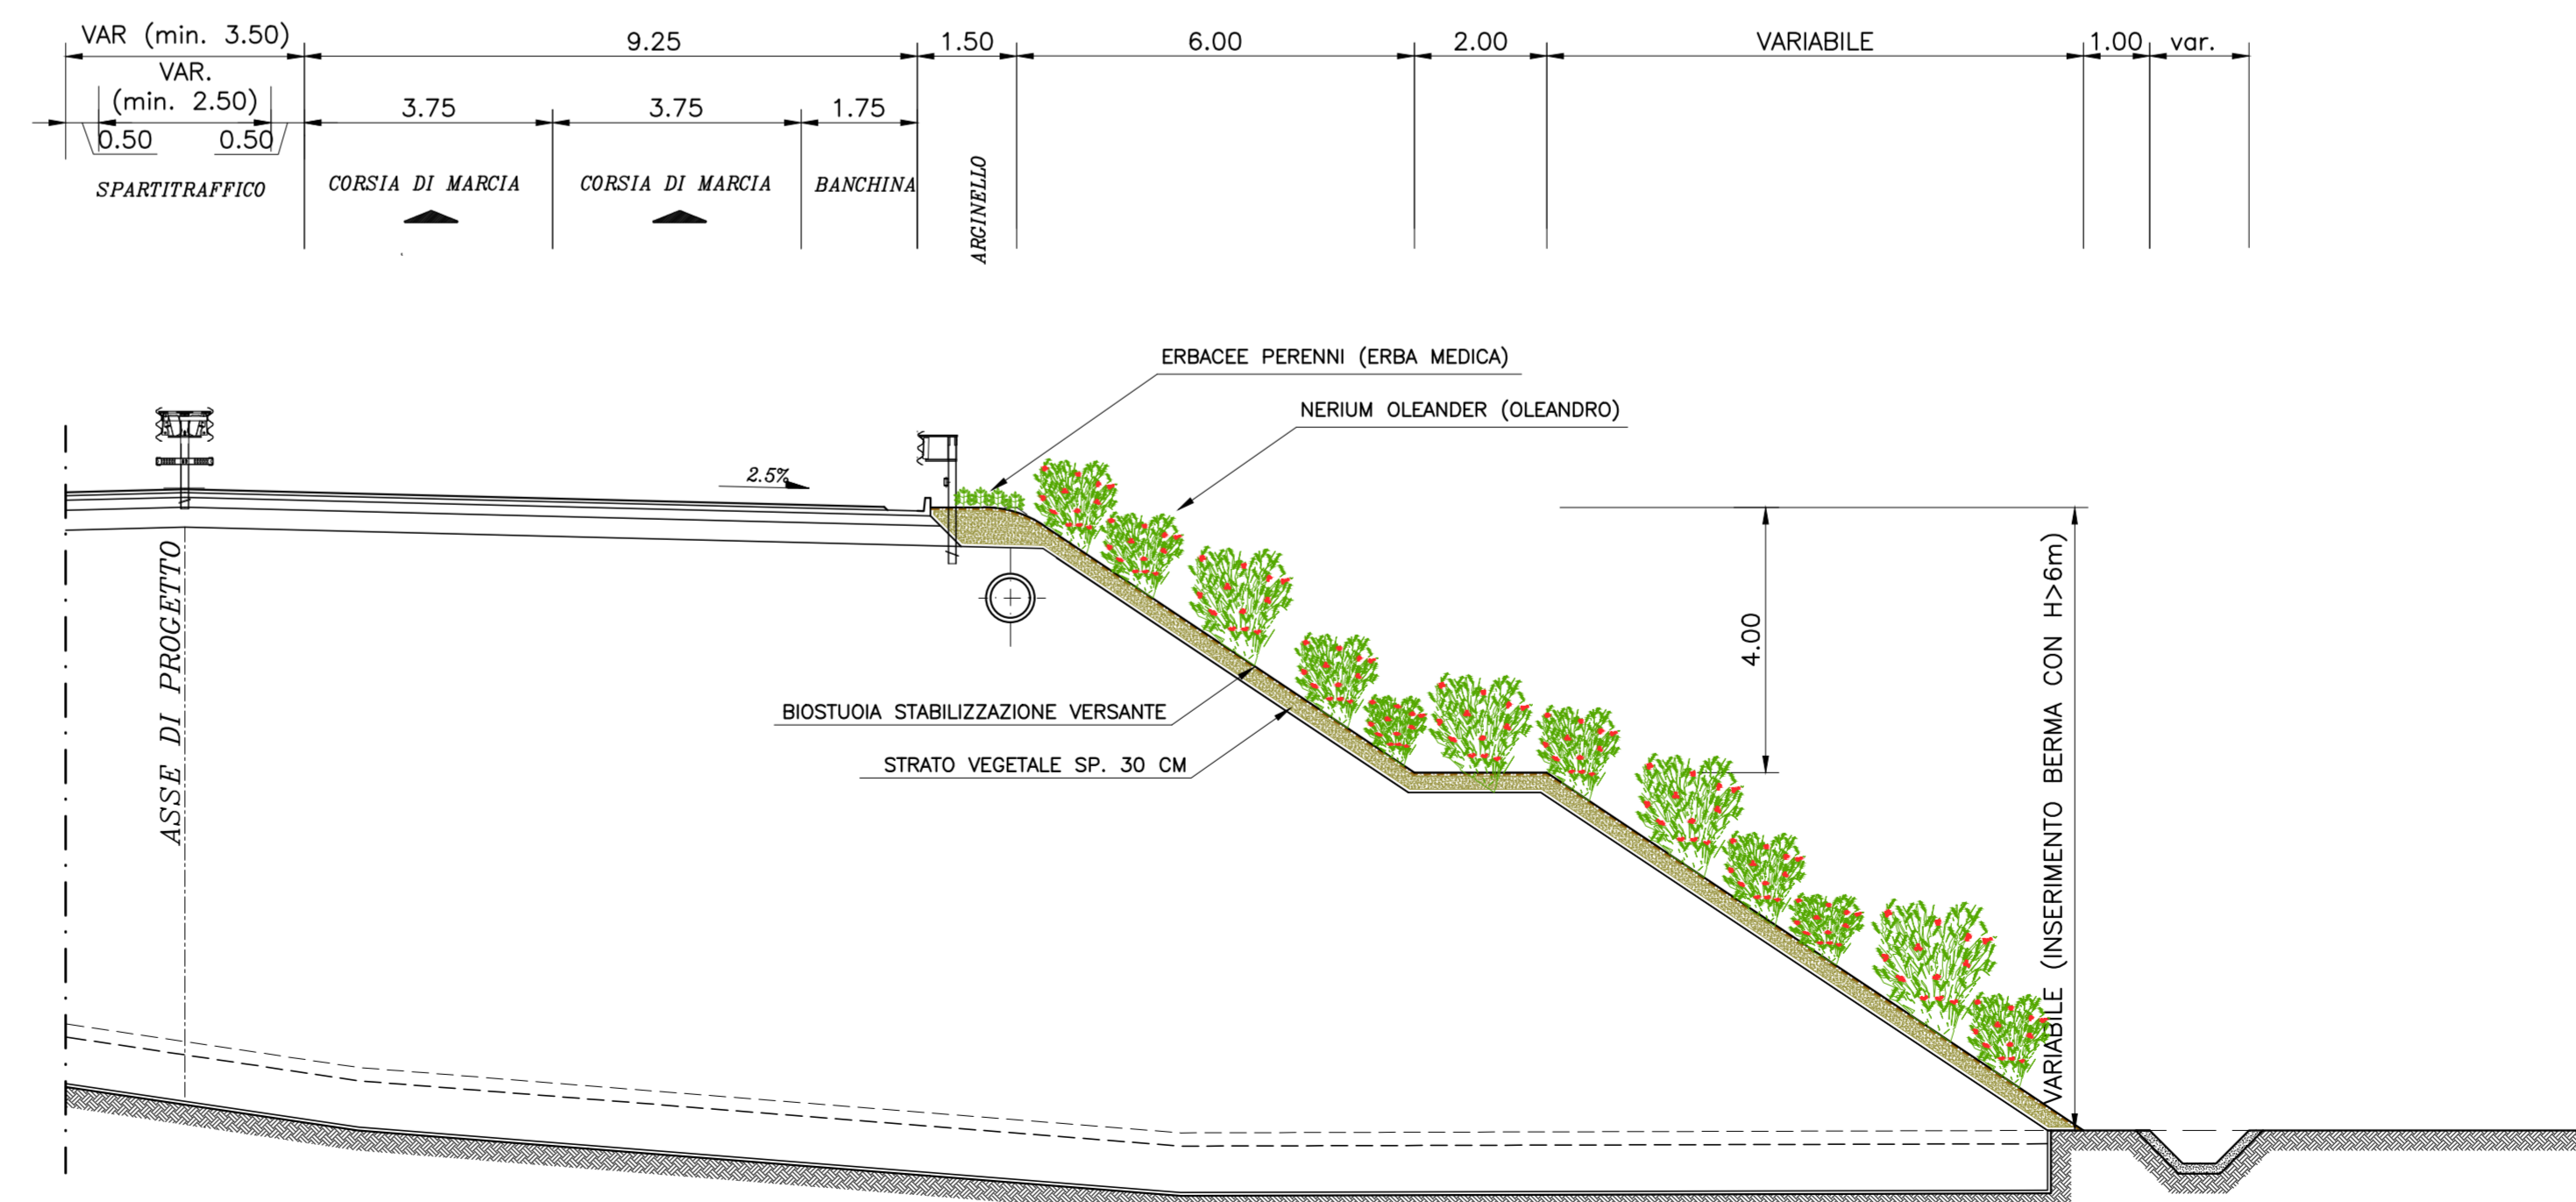 VAR (min. 3.50)
9.25
1.50
6.00
2.00
VARIABILE
1.00
var.
VAR.
(min. 2.50)
3.75
3.75
1.75
0.50
0.50
SPARTITRAFFICO
CORSIA DI MARCIA
CORSIA DI MARCIA
BANCHINA
ARGINELLO
ERBACEE PERENNI (ERBA MEDICA)
NERIUM OLEANDER (OLEANDRO)
2.5%
ASSE DI PROGETTO
4.00
VARIABILE (INSERIMENTO BERMA CON H>6m)
BIOSTUOIA STABILIZZAZIONE VERSANTE
STRATO VEGETALE SP. 30 CM